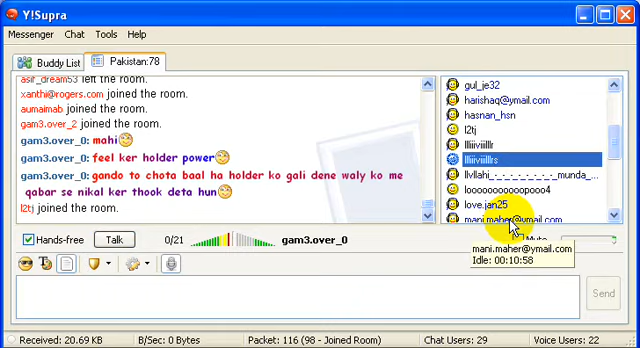 Y!Supra
Messenger Chat Tools Help
Buddy List Pakistan:78
asif_dream53 left the room.
xanthi@rogers.com joined the room.
aumaimab joined the room.
gam3.over_2 joined the room.
gam3.over_0: mahi
gam3.over_0: feel ker holder power
gam3.over_0: gando to chota baal ha holder ko gali dene waly ko me
qabar se nikal ker thook deta hun
l2tj joined the room.
gul_je32
harishaq@ymail.com
hasnan_hsn
l2tj
love.jan25
mani.maher@ymail.com
Hands-free Talk 0/21 gam3.over_0 Mute
mani.maher@ymail.com
Idle: 00:10:58
Send
Received: 20.69 KB B/Sec: 0 Bytes Packet: 116 (98 - Joined Room) Chat Users: 29 Voice Users: 22